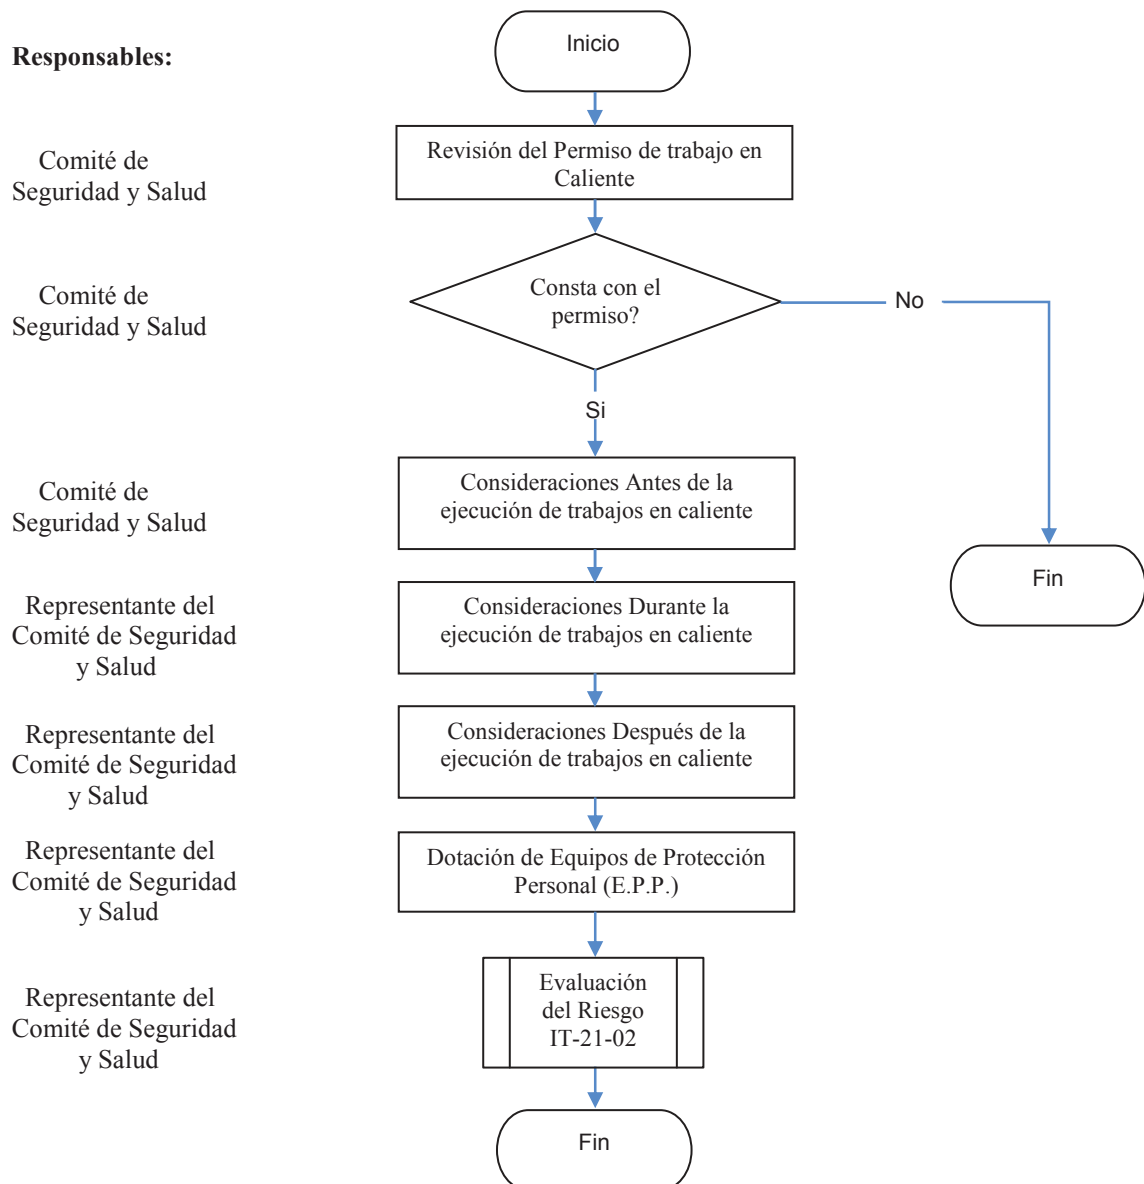 Inicio
Responsables:
Comité de
Seguridad y Salud
Revisión del Permiso de trabajo en
Caliente
Comité de
Seguridad y Salud
Consta con el
permiso?
No
Si
Comité de
Seguridad y Salud
Consideraciones Antes de la
ejecución de trabajos en caliente
Fin
Representante del
Comité de Seguridad
y Salud
Consideraciones Durante la
ejecución de trabajos en caliente
Representante del
Comité de Seguridad
y Salud
Consideraciones Después de la
ejecución de trabajos en caliente
Representante del
Comité de Seguridad
y Salud
Dotación de Equipos de Protección
Personal (E.P.P.)
Representante del
Comité de Seguridad
y Salud
Evaluación
del Riesgo
IT-21-02
Fin